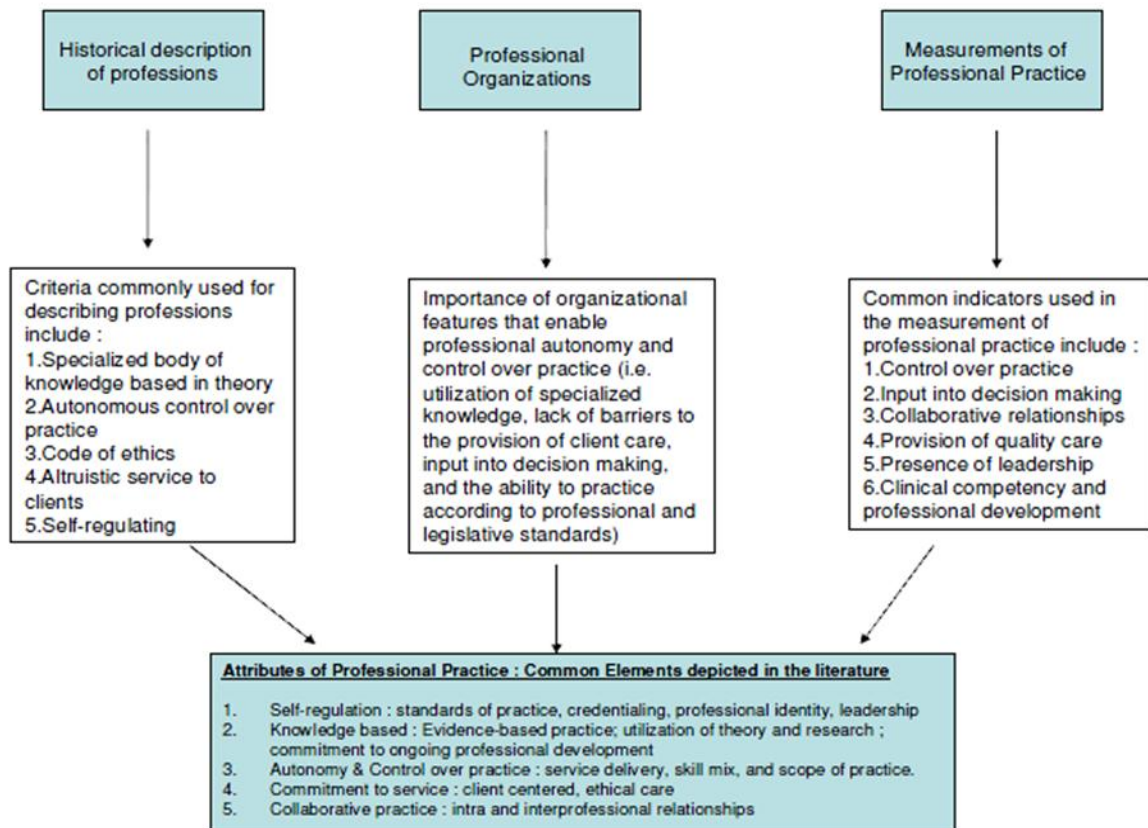 Historical description
of professions
Professional
Organizations
Measurements of
Professional Practice
Criteria commonly used for
describing professions
include :
1.Specialized body of
knowledge based in theory
2.Autonomous control over
practice
3.Code of ethics
4.Altruistic service to
clients
5.Self-regulating
Importance of organizational
features that enable
professional autonomy and
control over practice (i.e.
utilization of specialized
knowledge, lack of barriers to
the provision of client care,
input into decision making,
and the ability to practice
according to professional and
legislative standards)
Common indicators used in
the measurement of
professional practice include :
1.Control over practice
2.Input into decision making
3.Collaborative relationships
4.Provision of quality care
5.Presence of leadership
6.Clinical competency and
professional development
Attributes of Professional Practice : Common Elements depicted in the literature
1. Self-regulation : standards of practice, credentialing, professional identity, leadership
2. Knowledge based : Evidence-based practice; utilization of theory and research ;
commitment to ongoing professional development
3. Autonomy & Control over practice : service delivery, skill mix, and scope of practice.
4. Commitment to service : client centered, ethical care
5. Collaborative practice : intra and interprofessional relationships